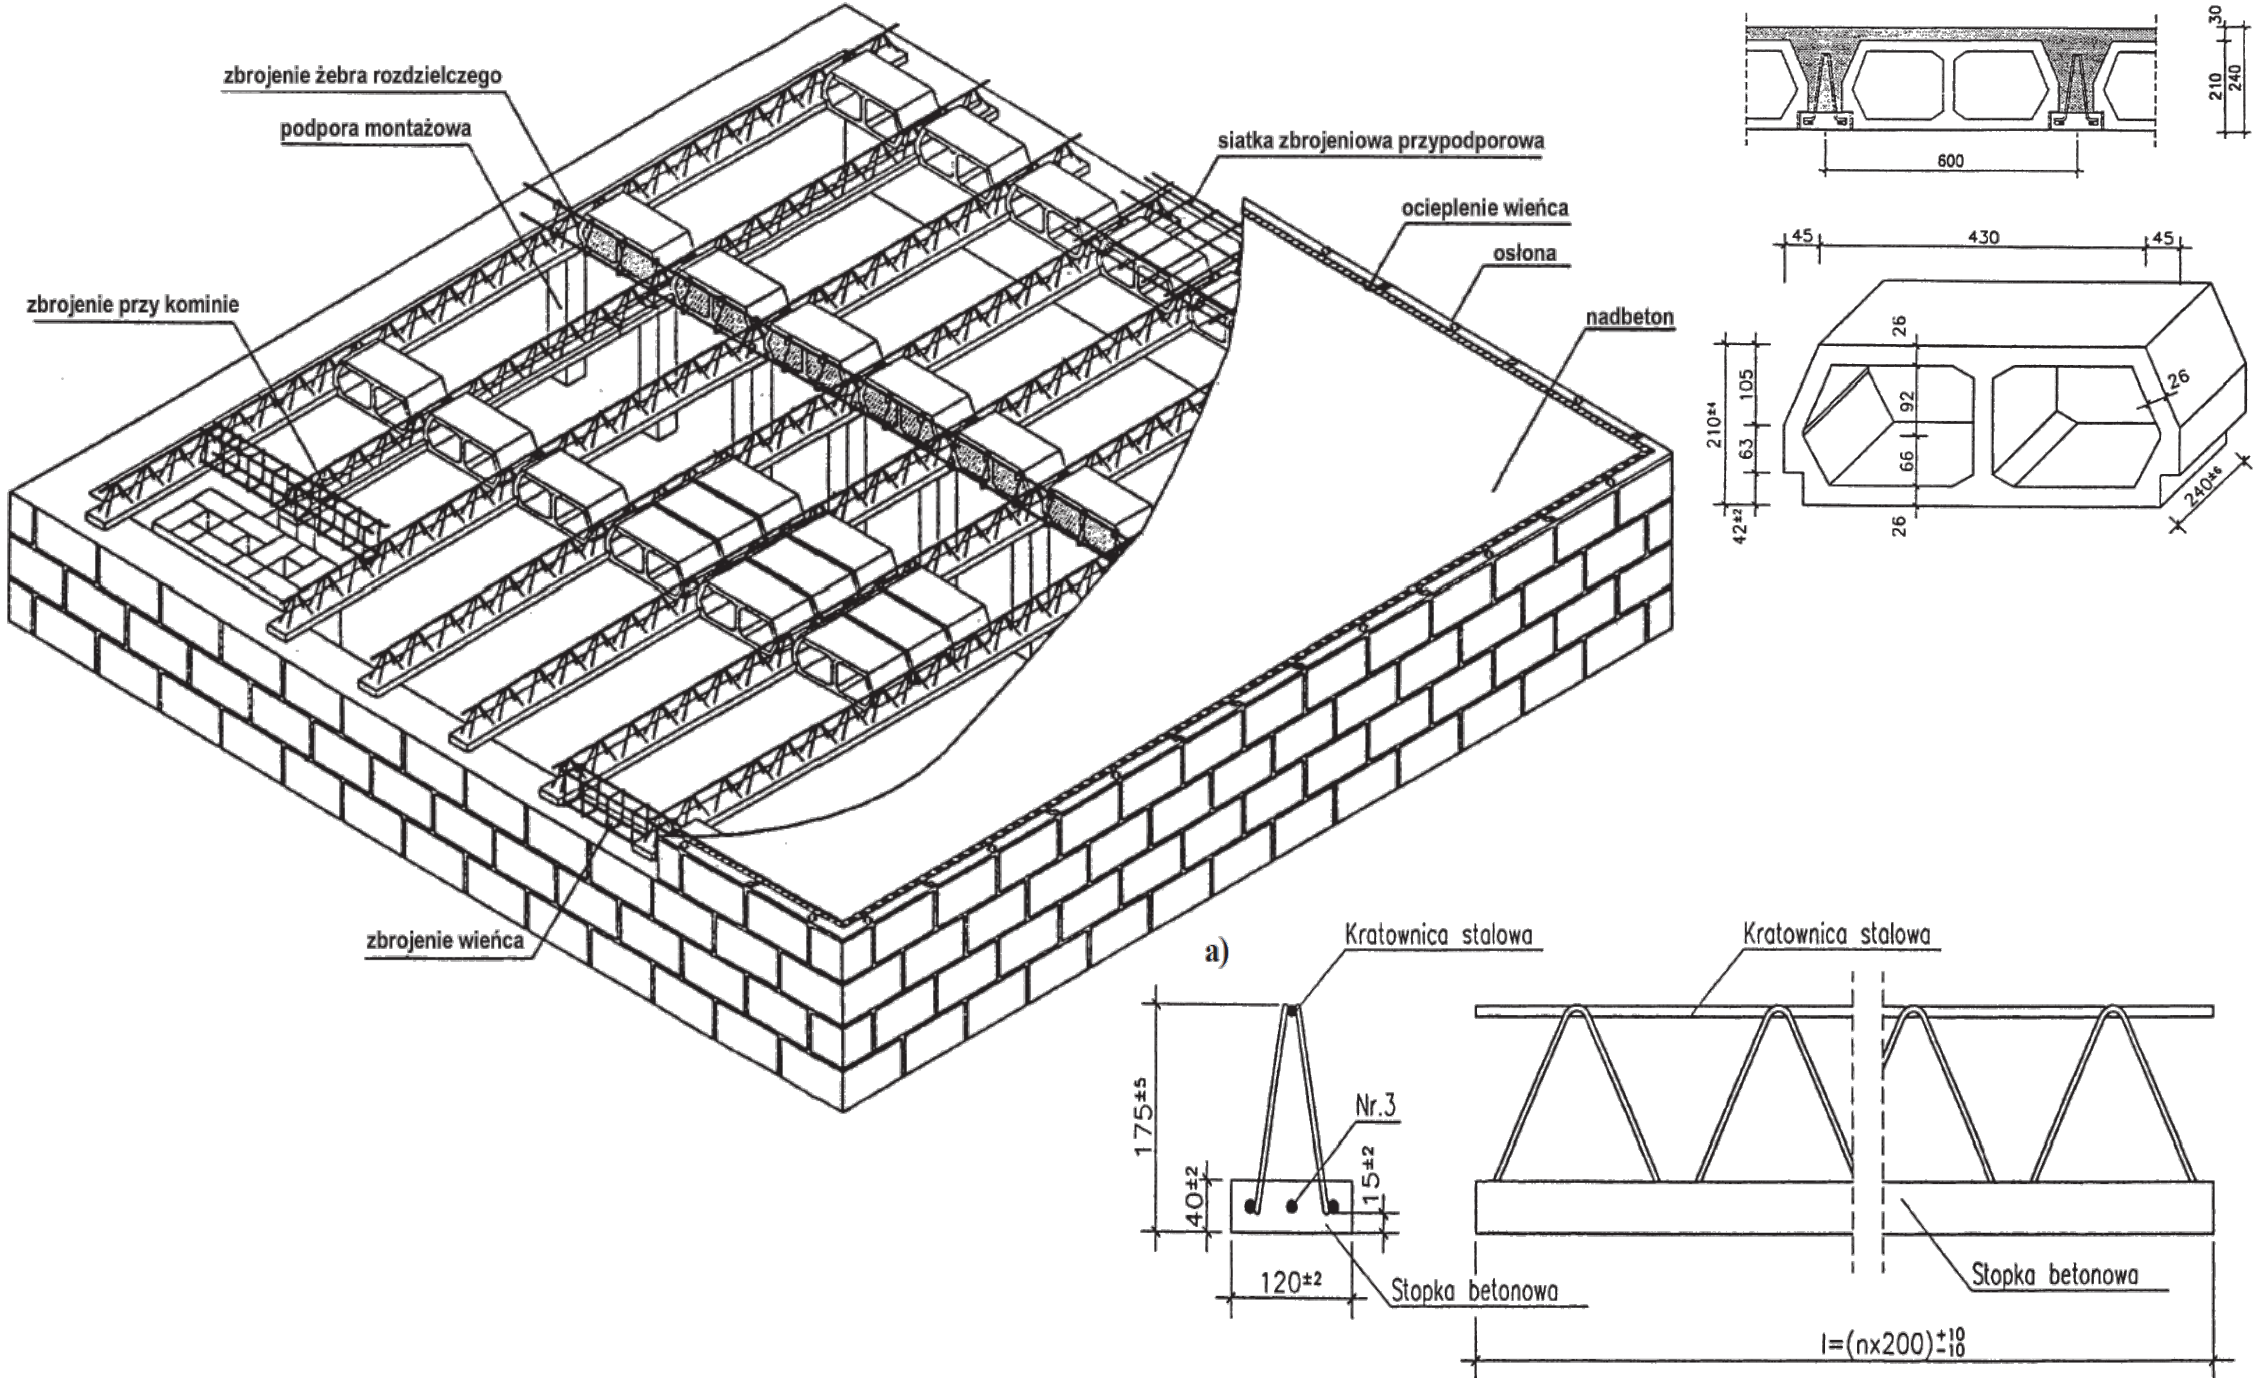 zbrojenie żebra rozdzielczego
podpora montażowa
zbrojenie przy kominie
siatka zbrojeniowa przypodporowa
ocieplenie wieńca
osłona
nadbeton
zbrojenie wieńca
30
210
240
600
45
430
45
26
105
92
26
210±4
63
66
42±2
26
240±6
a)
Kratownica stalowa
Kratownica stalowa
175±5
Nr.3
40±2
15±2
120±2
Stopka betonowa
Stopka betonowa
l=(nx200)+10
-10